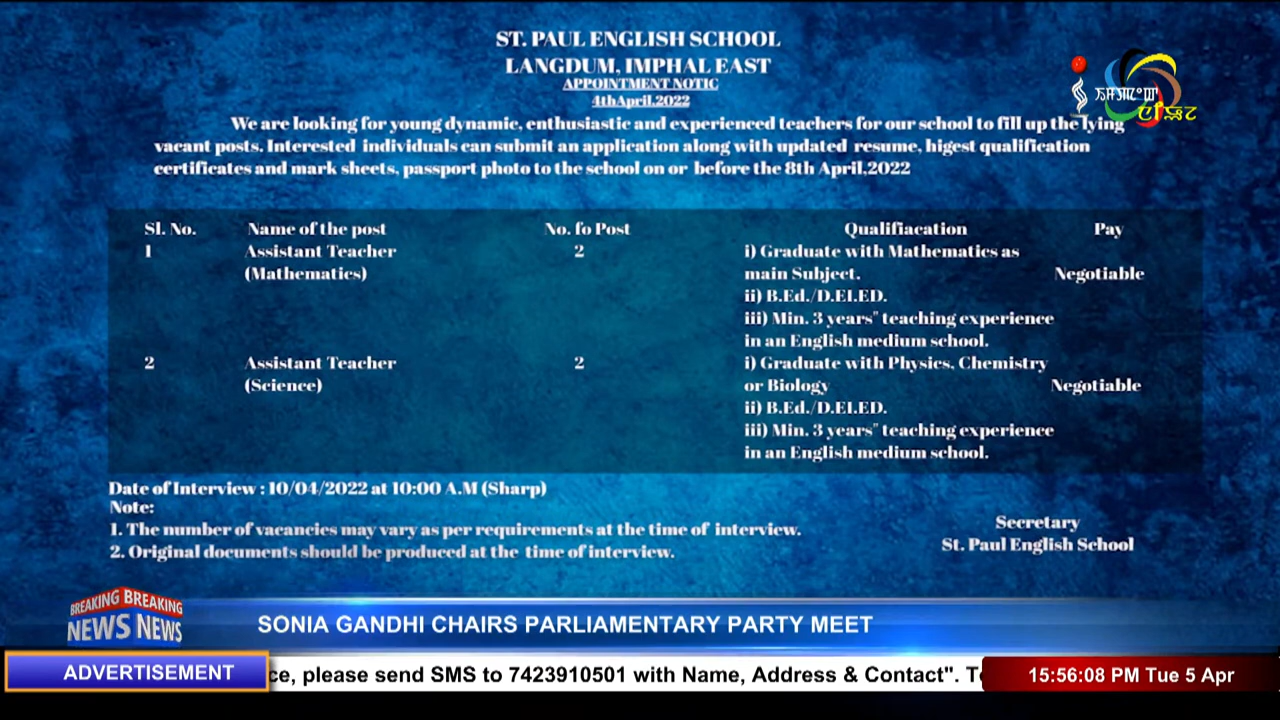 ST. PAUL ENGLISH SCHOOL
LANGDUM, IMPHAL EAST
APPOINTMENT NOTIC
4thApril,2022
We are looking for young dynamic, enthusiastic and experienced teachers for our school to fill up the lying
vacant posts. Interested individuals can submit an application along with updated resume, higest qualification
certificates and mark sheets, passport photo to the school on or before the 8th April,2022
Sl. No. Name of the post No. fo Post Qualifiacation Pay
1 Assistant Teacher 2 i) Graduate with Mathematics as
(Mathematics) main Subject. Negotiable
ii) B.Ed./D.El.ED.
iii) Min. 3 years" teaching experience
in an English medium school.
2 Assistant Teacher 2 i) Graduate with Physics, Chemistry
(Science) or Biology Negotiable
ii) B.Ed./D.El.ED.
iii) Min. 3 years" teaching experience
in an English medium school.
Date of Interview : 10/04/2022 at 10:00 A.M (Sharp)
Note:
1. The number of vacancies may vary as per requirements at the time of interview.
2. Original documents should be produced at the time of interview.
Secretary
St. Paul English School
BREAKING BREAKING
NEWS NEWS
SONIA GANDHI CHAIRS PARLIAMENTARY PARTY MEET
ADVERTISEMENT
ce, please send SMS to 7423910501 with Name, Address & Contact". T
15:56:08 PM Tue 5 Apr